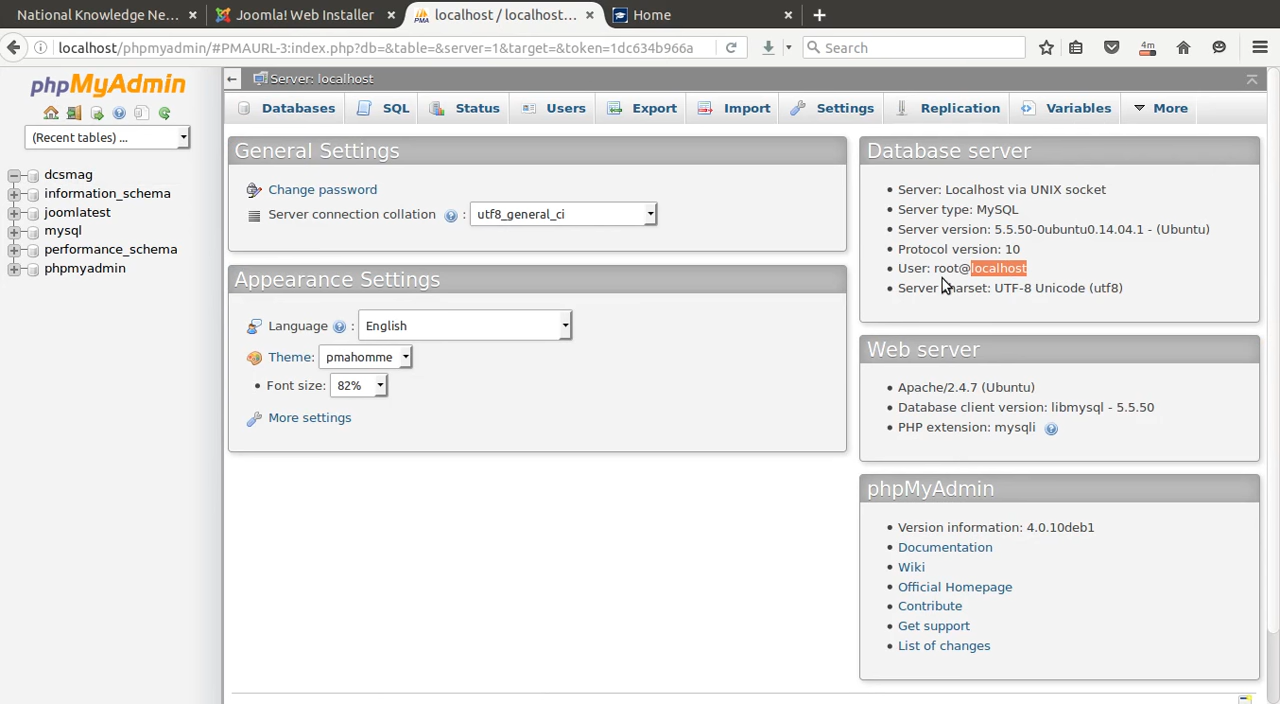 National Knowledge Ne...
Joomla! Web Installer
localhost / localhost...
Home
localhost/phpmyadmin/#PMAURL-3:index.php?db=&table=&server=1&target=&token=1dc634b966a
Search
4m
phpMyAdmin
(Recent tables) ...
dcsmag
information_schema
joomlatest
mysql
performance_schema
phpmyadmin
Server: localhost
Databases
SQL
Status
Users
Export
Import
Settings
Replication
Variables
More
General Settings
Change password
Server connection collation :
utf8_general_ci
Appearance Settings
Language :
English
Theme:
pmahomme
Font size:
82%
More settings
Database server
Server: Localhost via UNIX socket
Server type: MySQL
Server version: 5.5.50-0ubuntu0.14.04.1 - (Ubuntu)
Protocol version: 10
User: root@localhost
Server charset: UTF-8 Unicode (utf8)
Web server
Apache/2.4.7 (Ubuntu)
Database client version: libmysql - 5.5.50
PHP extension: mysqli
phpMyAdmin
Version information: 4.0.10deb1
Documentation
Wiki
Official Homepage
Contribute
Get support
List of changes